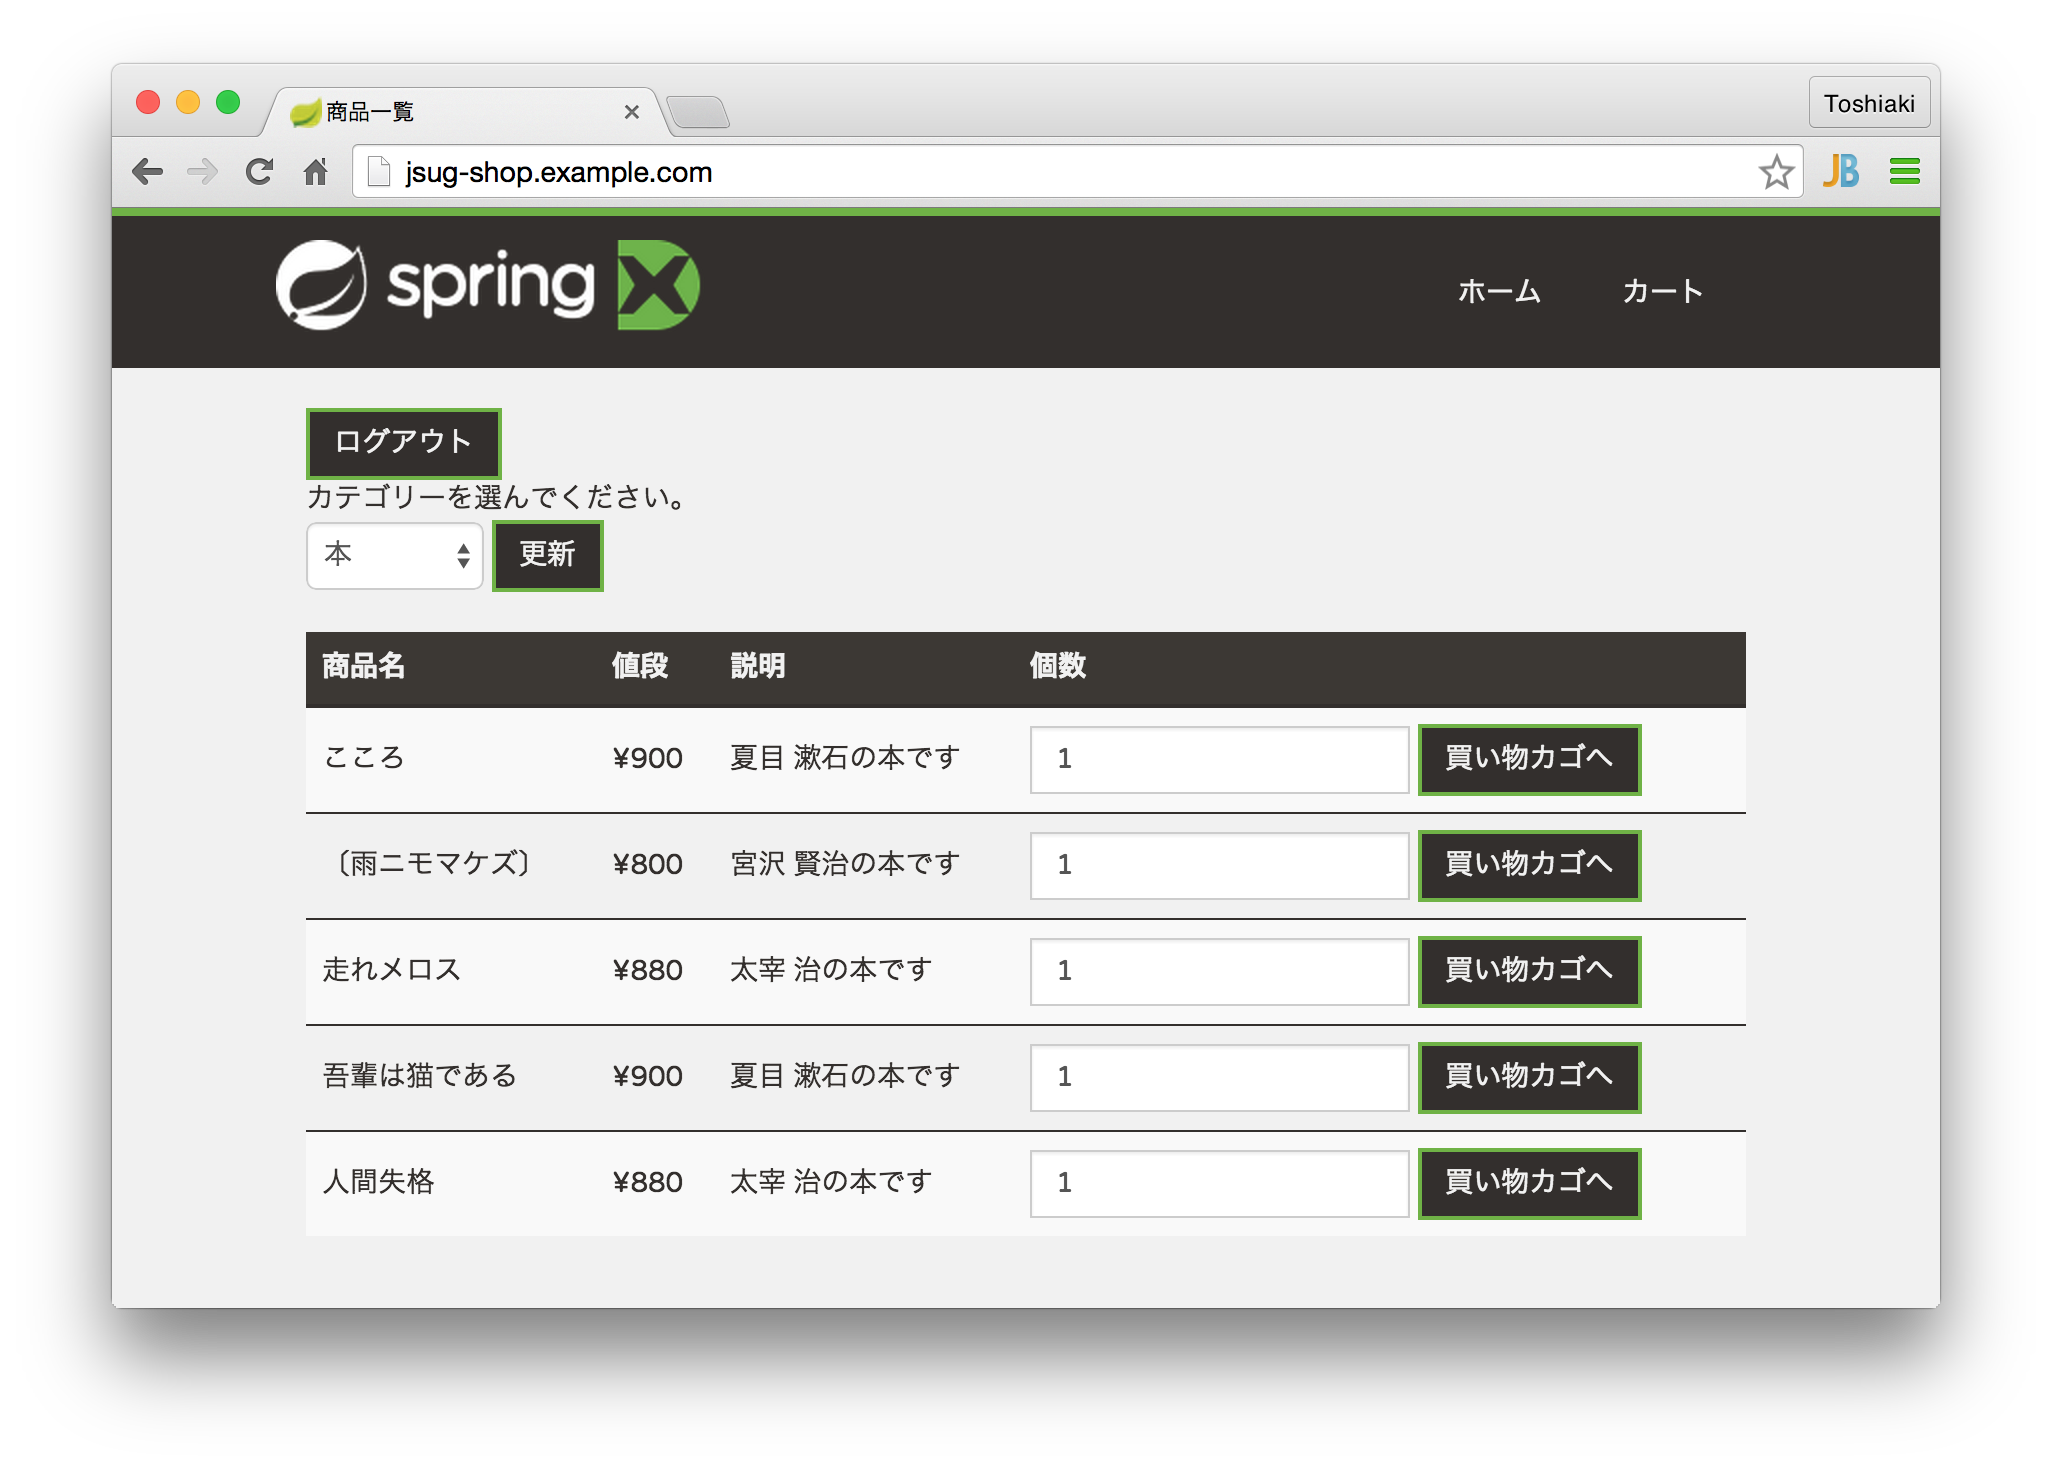 商品一覧
Toshiaki
jsug-shop.example.com
JB
spring X
ホーム カート
ログアウト
カテゴリーを選んでください。
本 更新
商品名 値段 説明 個数
こころ ¥900 夏目 漱石の本です 1 買い物カゴへ
〔雨ニモマケズ〕 ¥800 宮沢 賢治の本です 1 買い物カゴへ
走れメロス ¥880 太宰 治の本です 1 買い物カゴへ
吾輩は猫である ¥900 夏目 漱石の本です 1 買い物カゴへ
人間失格 ¥880 太宰 治の本です 1 買い物カゴへ